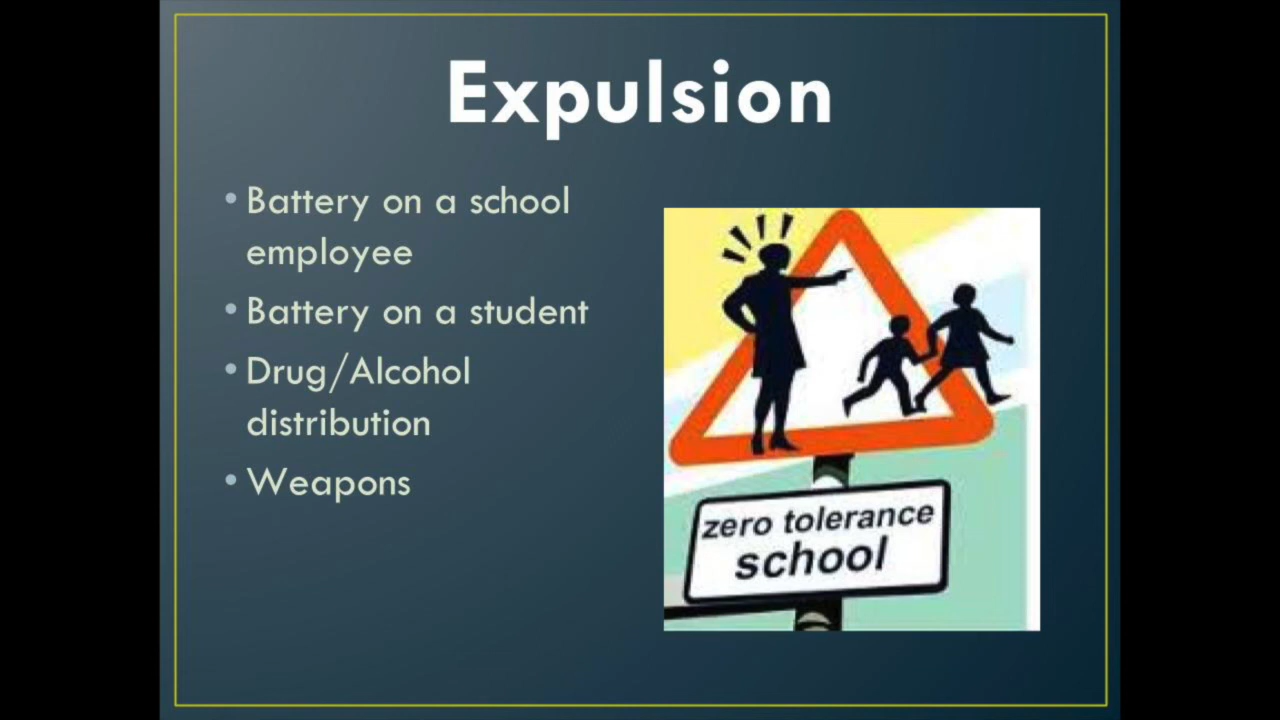 Expulsion
• Battery on a school
employee
• Battery on a student
• Drug/Alcohol
distribution
• Weapons
zero tolerance
school